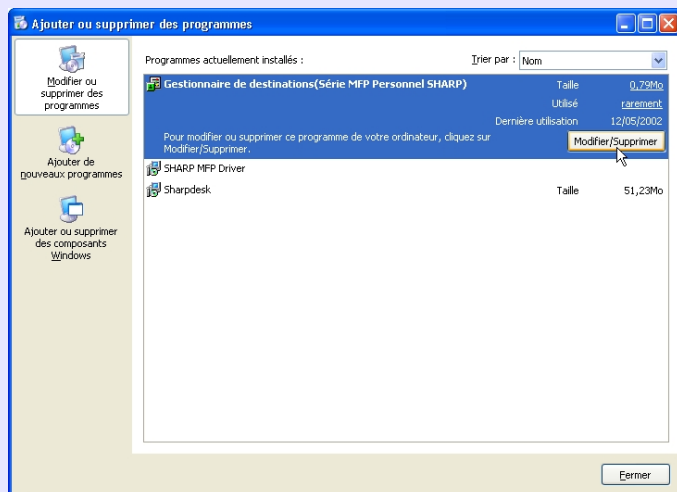 Ajouter ou supprimer des programmes
Modifier ou
supprimer des
programmes
Ajouter de
nouveaux programmes
Ajouter ou supprimer
des composants
Windows
Programmes actuellement installés :
Trier par : Nom
Gestionnaire de destinations(Série MFP Personnel SHARP)
Taille 0,79Mo
Utilisé rarement
Dernière utilisation 12/05/2002
Pour modifier ou supprimer ce programme de votre ordinateur, cliquez sur
Modifier/Supprimer.
Modifier/Supprimer
SHARP MFP Driver
Sharpdesk Taille 51,23Mo
Fermer